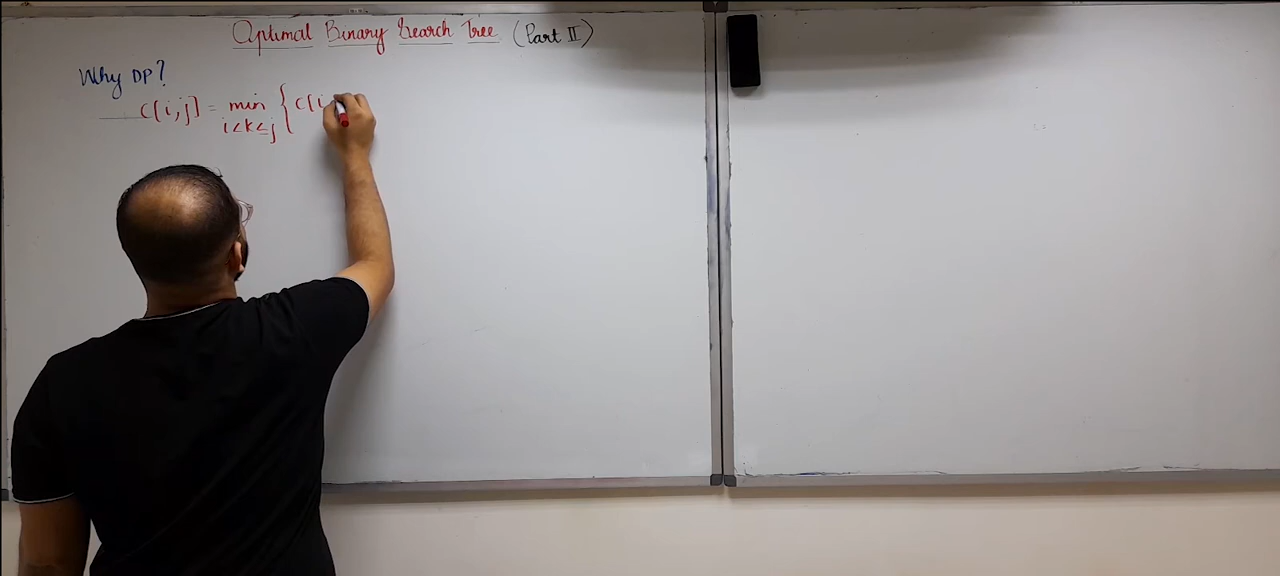 Optimal Binary Search Tree (Part II)
Why DP?
C[i,j] = min { C[i
i<k≤j